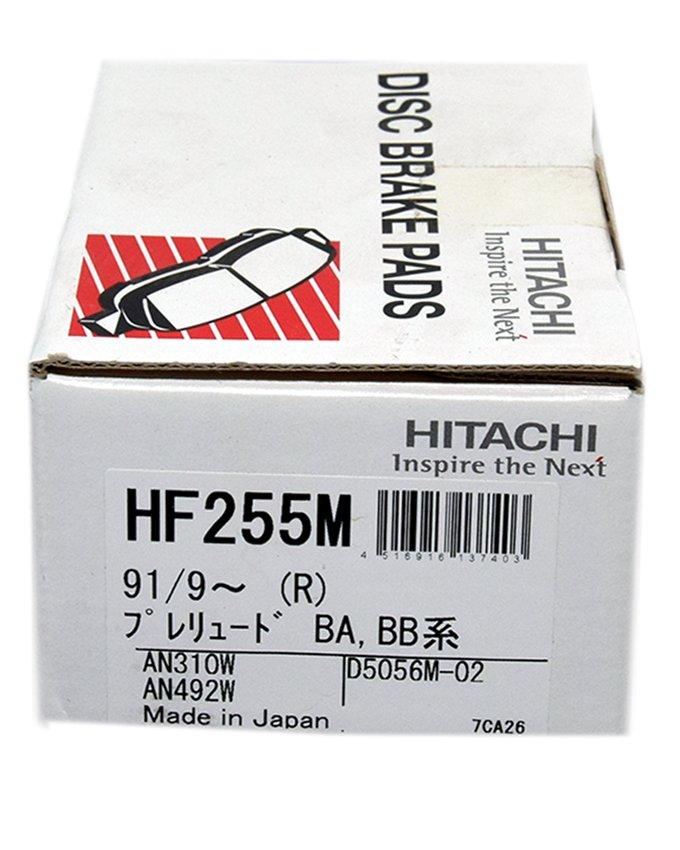 DISC BRAKE PADS
HITACHI
Inspire the Next
HITACHI
Inspire the Next
HF255M
4 516916 137403
91/9～ (R)
ﾌﾟﾚﾘｭｰﾄﾞ BA, BB系
AN310W D5056M-02
AN492W
Made in Japan 7CA26